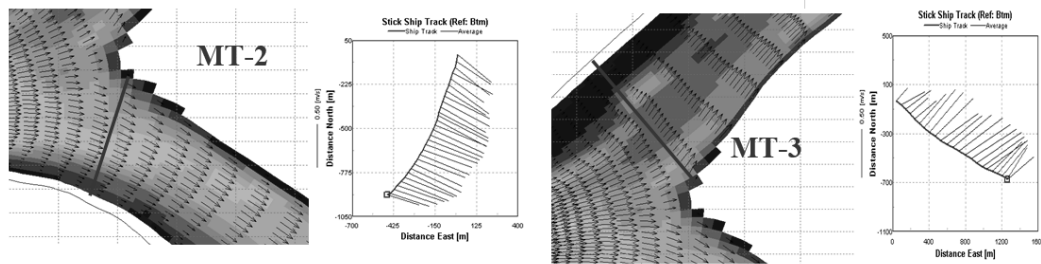 MT-2
Stick Ship Track (Ref: Btm)
Ship Track Average
50
-225
-500
-775
-1050
-700 -425 -150 125 400
0.50 [m/s]
Distance North [m]
Distance East [m]
MT-3
Stick Ship Track (Ref: Btm)
Ship Track Average
500
100
-300
-700
-1100
0 400 800 1200 160
0.50 [m/s]
Distance North [m]
Distance East [m]